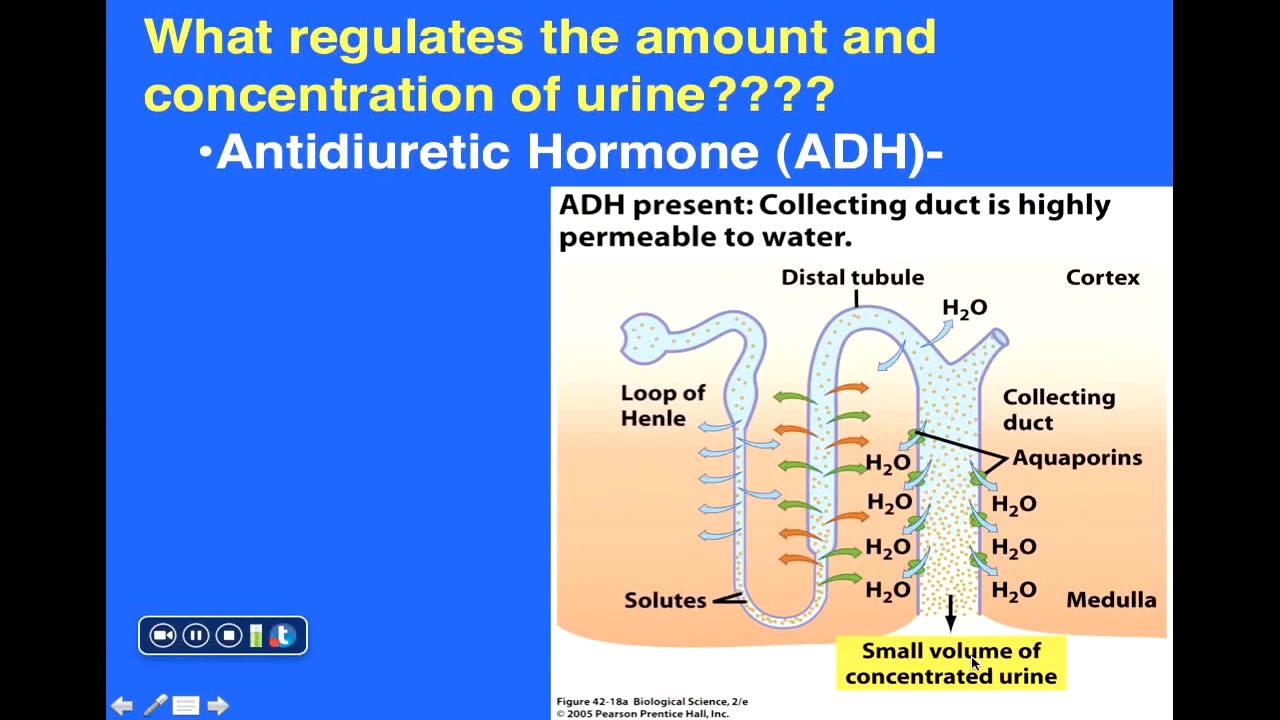 What regulates the amount and
concentration of urine????
•Antidiuretic Hormone (ADH)-
ADH present: Collecting duct is highly
permeable to water.
Distal tubule
Cortex
H₂O
Loop of
Henle
Collecting
duct
Aquaporins
H₂O
H₂O
H₂O
H₂O
H₂O
H₂O
H₂O
H₂O
Solutes
Medulla
Small volume of
concentrated urine
Figure 42-18a Biological Science, 2/e
© 2005 Pearson Prentice Hall, Inc.
t